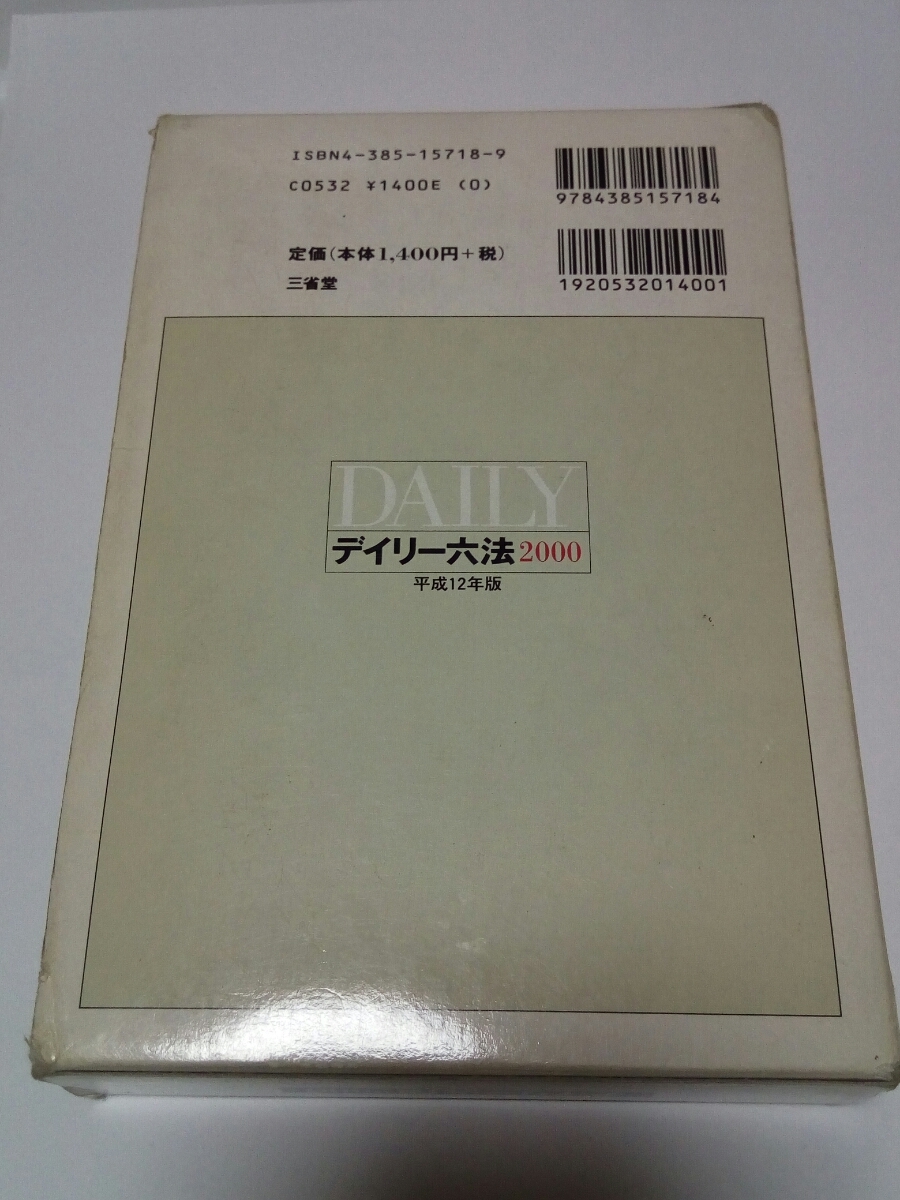 ISBN4-385-15718-9
C0532 ¥1400E (0)
9784385157184
定価(本体1,400円+税)
三省堂
1920532014001
DAILY
デイリー六法2000
平成12年版